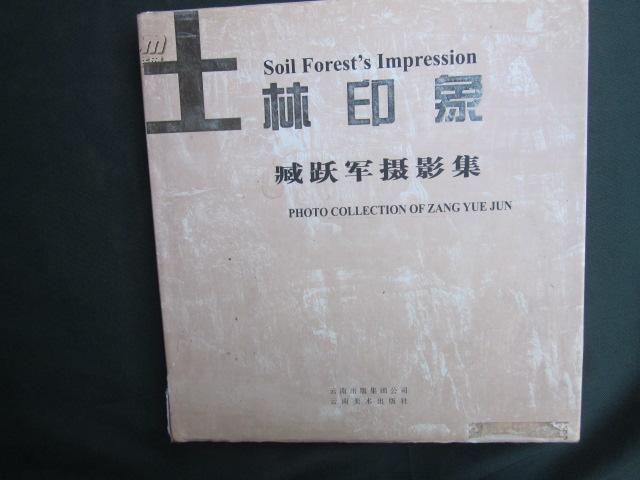 Soil Forest's Impression
土林印象
臧跃军摄影集
PHOTO COLLECTION OF ZANG YUE JUN
云南出版集团公司
云南美术出版社